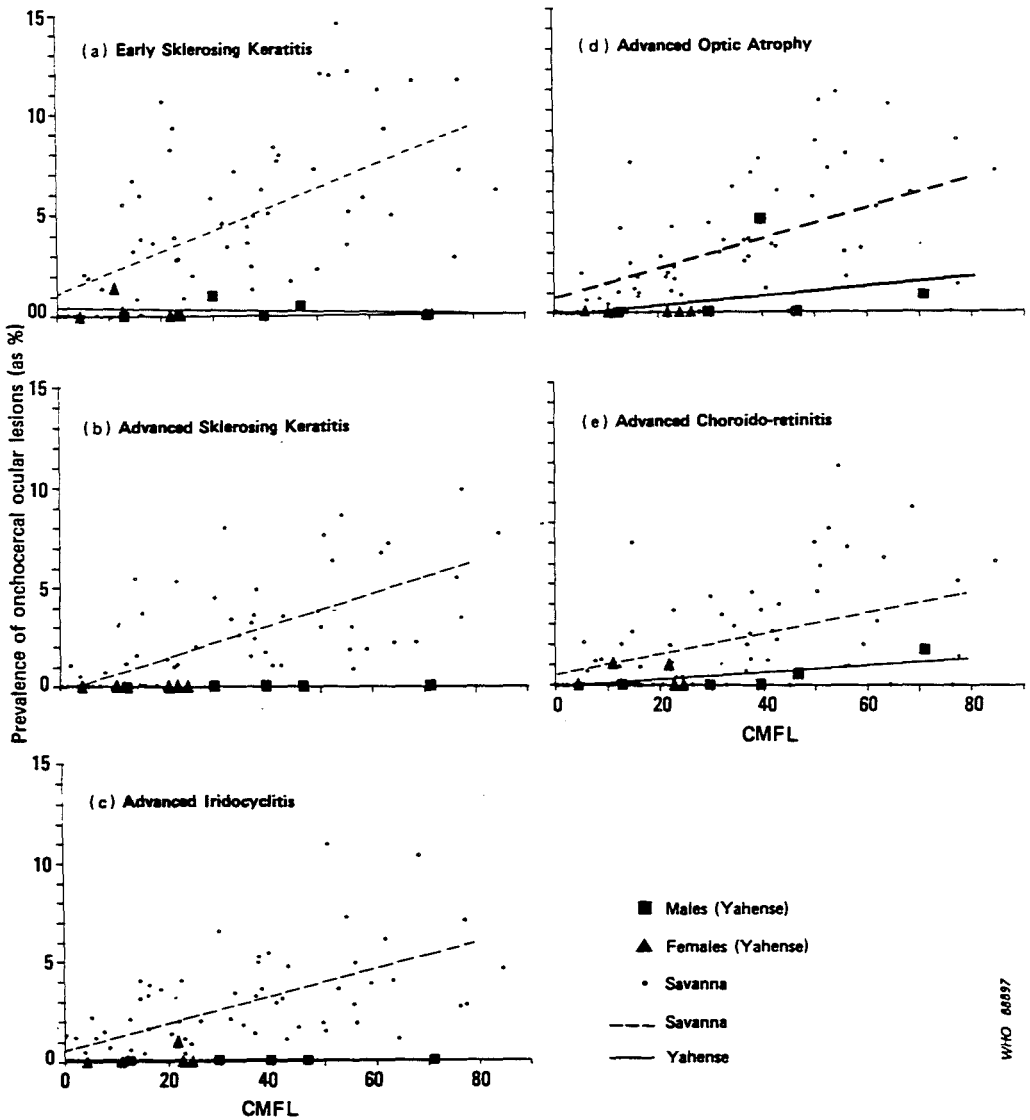 Prevalence of onchocercal ocular lesions (as %)
(a) Early Sklerosing Keratitis
15
10
5
00
(d) Advanced Optic Atrophy
(b) Advanced Sklerosing Keratitis
15
10
5
0
(e) Advanced Choroido-retinitis
0 20 40 60 80
CMFL
(c) Advanced Iridocyclitis
15
10
5
0
0 20 40 60 80
CMFL
Males (Yahense)
Females (Yahense)
Savanna
Savanna
Yahense
WHO 88897